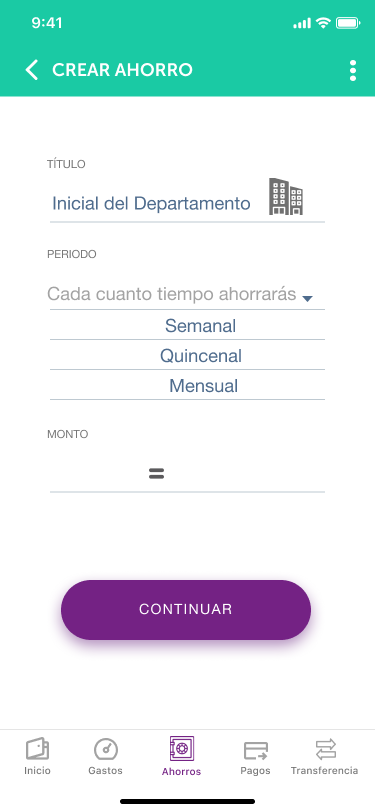 9:41
CREAR AHORRO
TÍTULO
Inicial del Departamento
PERIODO
Cada cuanto tiempo ahorrarás
Semanal
Quincenal
Mensual
MONTO
=
CONTINUAR
Inicio Gastos Ahorros Pagos Transferencia